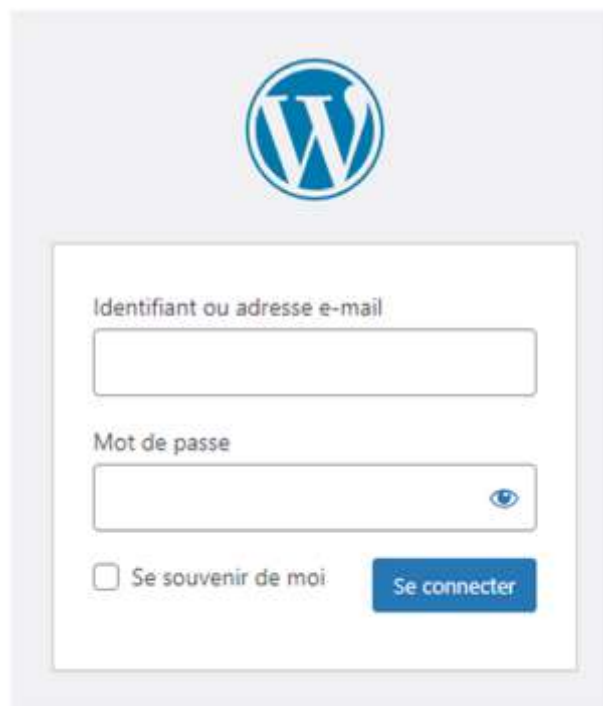 Identifiant ou adresse e-mail
Mot de passe
Se souvenir de moi
Se connecter